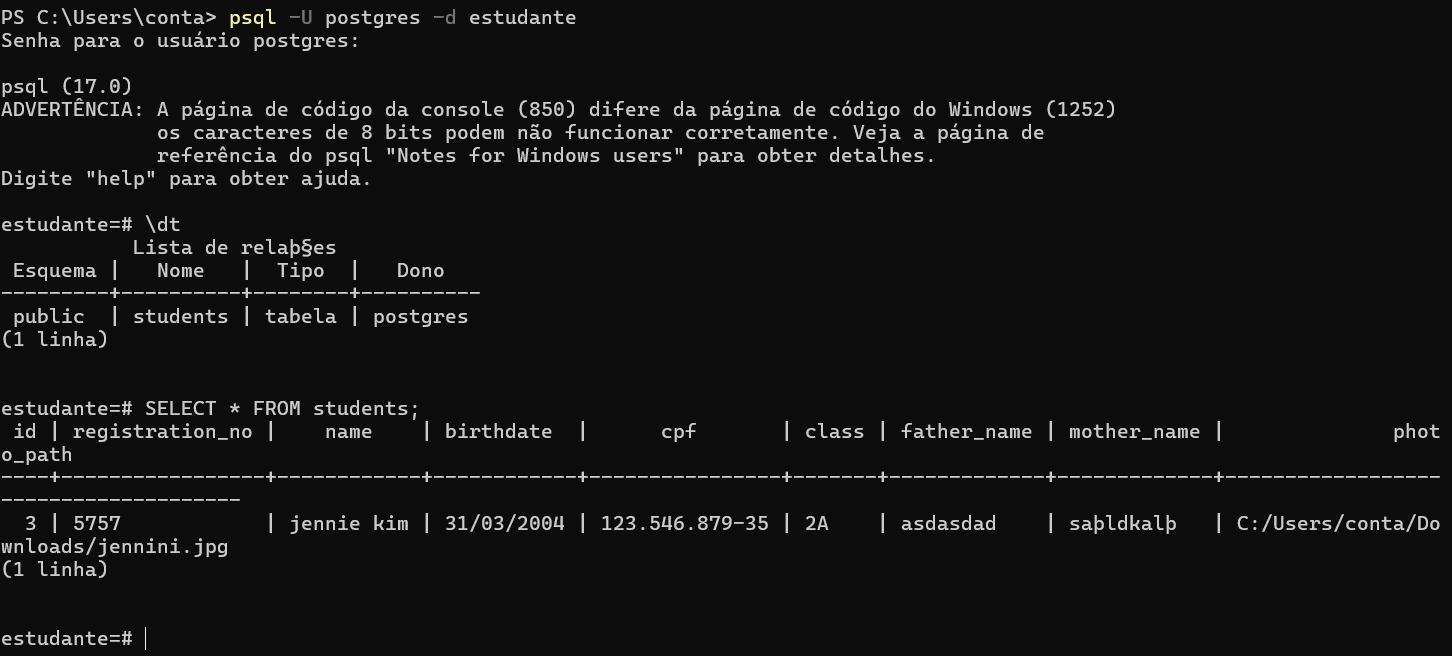 PS C:\Users\conta> psql -U postgres -d estudante
Senha para o usuário postgres:
psql (17.0)
ADVERTÊNCIA: A página de código da console (850) difere da página de código do Windows (1252)
             os caracteres de 8 bits podem não funcionar corretamente. Veja a página de
             referência do psql "Notes for Windows users" para obter detalhes.
Digite "help" para obter ajuda.
estudante=# \dt
           Lista de relaþ§es
 Esquema |   Nome   |  Tipo  |   Dono
---------+----------+--------+----------
 public  | students | tabela | postgres
(1 linha)
estudante=# SELECT * FROM students;
 id | registration_no |    name    | birthdate  |      cpf       | class | father_name | mother_name |              phot
o_path
----+-----------------+------------+------------+----------------+-------+-------------+-------------+------------------
--------------------
  3 | 5757            | jennie kim | 31/03/2004 | 123.546.879-35 | 2A    | asdasdad    | saþldkalþ   | C:/Users/conta/Do
wnloads/jennini.jpg
(1 linha)
estudante=#